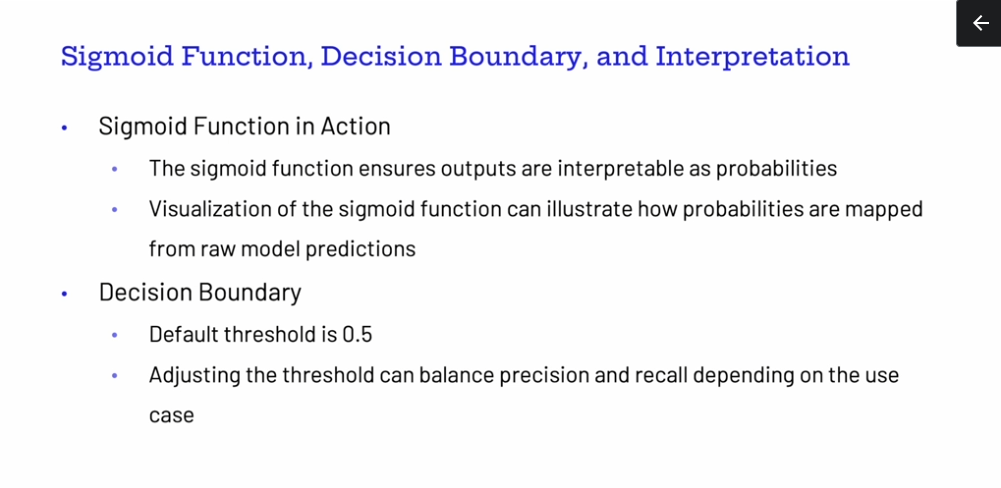 Sigmoid Function, Decision Boundary, and Interpretation
• Sigmoid Function in Action
• The sigmoid function ensures outputs are interpretable as probabilities
• Visualization of the sigmoid function can illustrate how probabilities are mapped
from raw model predictions
• Decision Boundary
• Default threshold is 0.5
• Adjusting the threshold can balance precision and recall depending on the use
case